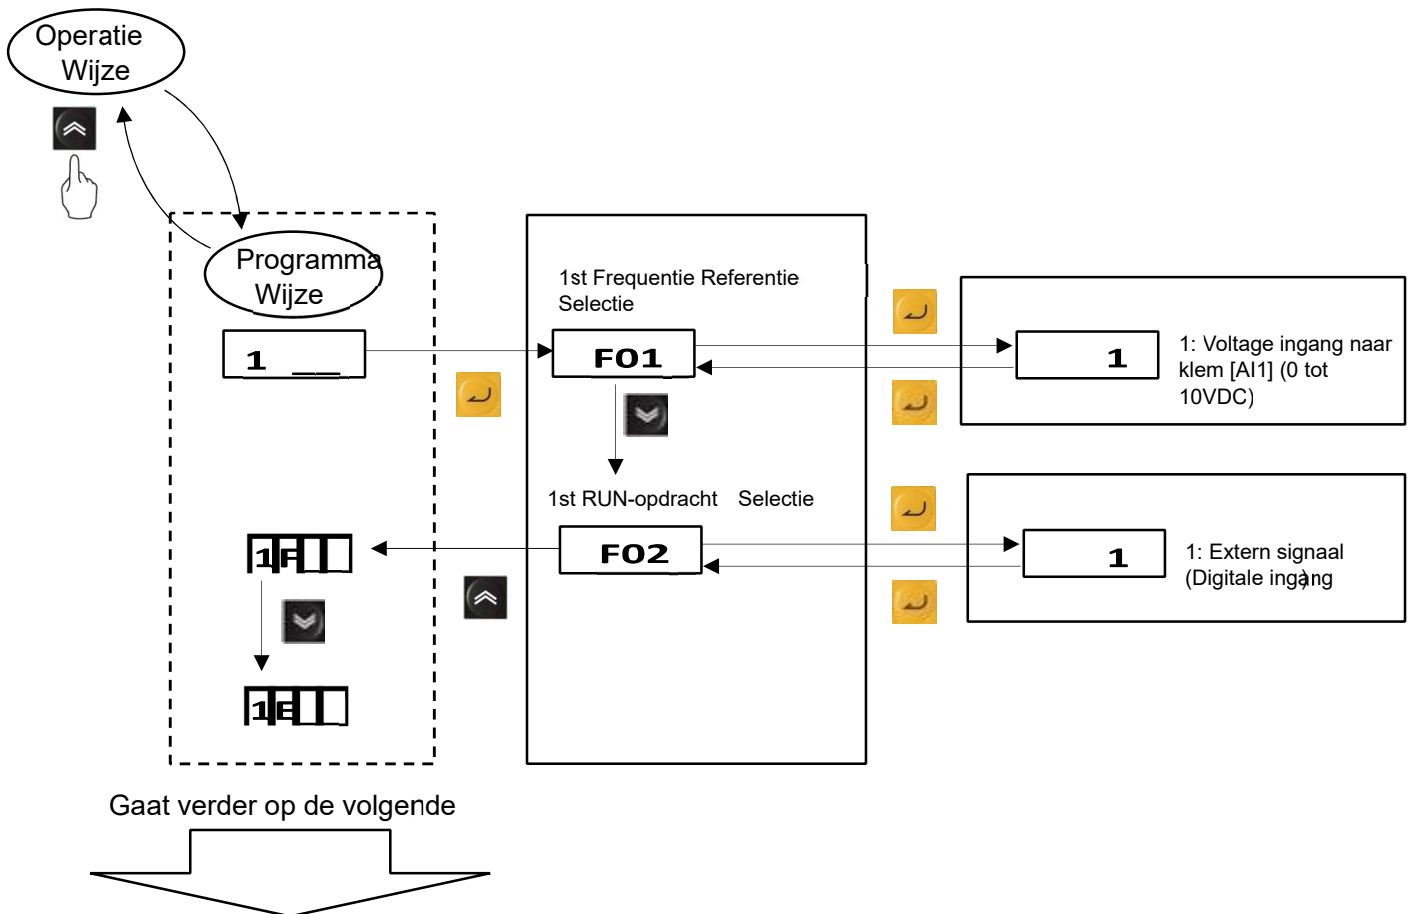 Operatie
Wijze
Programma
Wijze
1 __
1st Frequentie Referentie
Selectie
F01
1
1: Voltage ingang naar
klem [AI1] (0 tot
10VDC)
1st RUN-opdracht Selectie
F02
1
1: Extern signaal
(Digitale ingang)
1F
1E
Gaat verder op de volgende